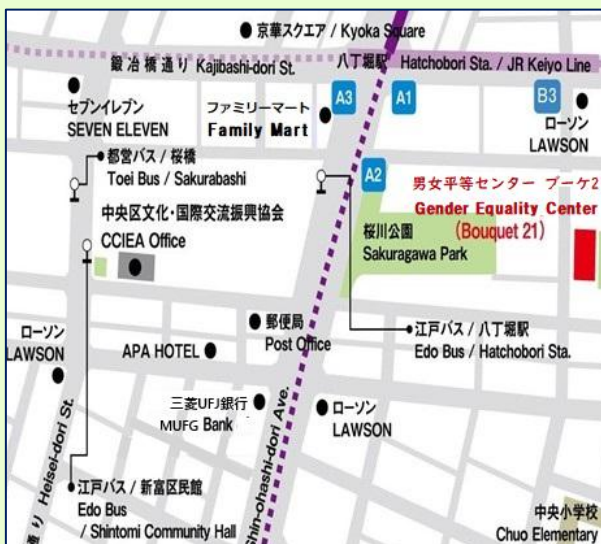 京華スクエア / Kyoka Square
鍛冶橋通り Kajibashi-dori St.
八丁堀駅 Hatchobori Sta. / JR Keiyo Line
セブンイレブン
SEVEN ELEVEN
ファミリーマート
Family Mart
A3
A1
B3
ローソン
LAWSON
都営バス / 桜橋
Toei Bus / Sakurabashi
A2
男女平等センター ブーケ2
Gender Equality Center
(Bouquet 21)
中央区文化・国際交流振興協会
CCIEA Office
桜川公園
Sakuragawa Park
郵便局
Post Office
江戸バス / 八丁堀駅
Edo Bus / Hatchobori Sta.
ローソン
LAWSON
APA HOTEL
三菱UFJ銀行
MUFG Bank
ローソン
LAWSON
通り Heisei-dori St.
Shin-ohashi-dori Ave.
江戸バス / 新富区民館
Edo Bus
/ Shintomi Community Hall
中央小学校
Chuo Elementary